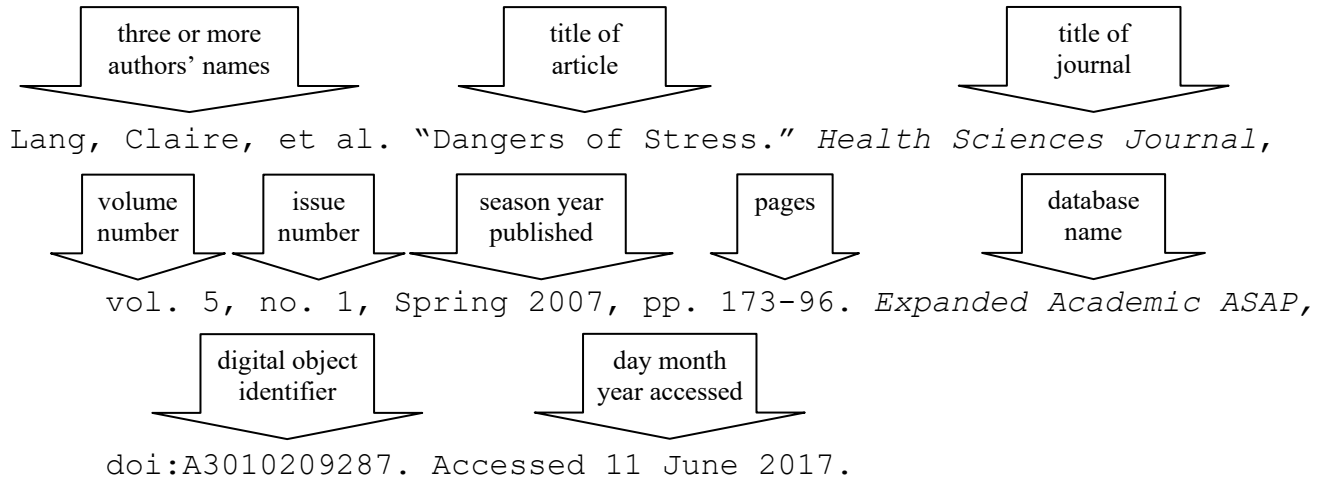 three or more
authors’ names
title of
article
title of
journal
Lang, Claire, et al. “Dangers of Stress.” Health Sciences Journal,
volume
number
issue
number
season year
published
pages
database
name
vol. 5, no. 1, Spring 2007, pp. 173-96. Expanded Academic ASAP,
digital object
identifier
day month
year accessed
doi:A3010209287. Accessed 11 June 2017.